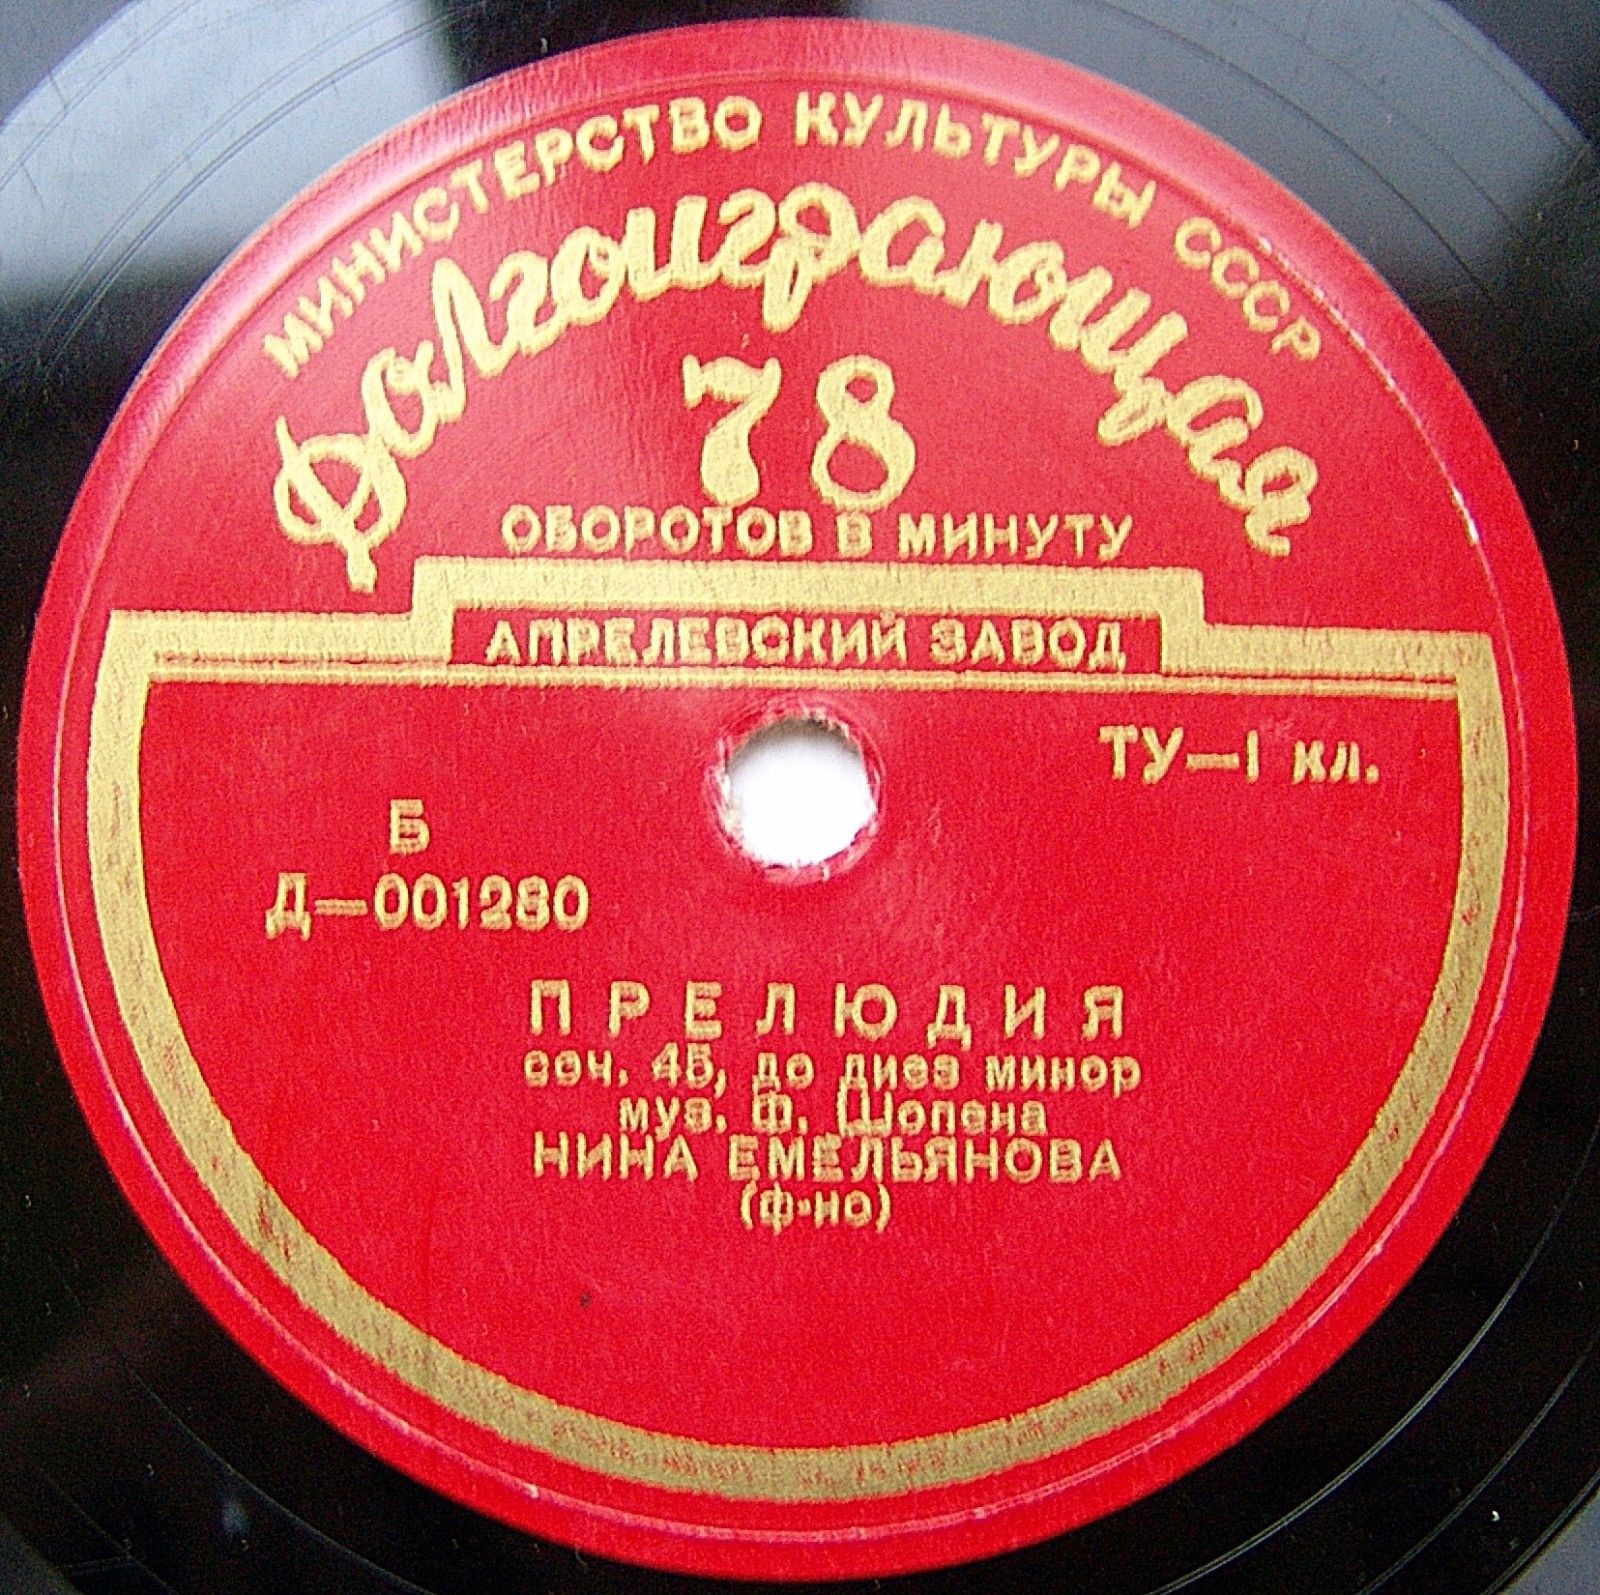 МИНИСТЕРСТВО КУЛЬТУРЫ СССР
Долгоиграющая
78
ОБОРОТОВ В МИНУТУ
АПРЕЛЕВСКИЙ ЗАВОД
ТУ—I кл.
Б
Д—001280
ПРЕЛЮДИЯ
соч. 45, до диез минор
муз. Ф. Шопена
НИНА ЕМЕЛЬЯНОВА
(ф-но)